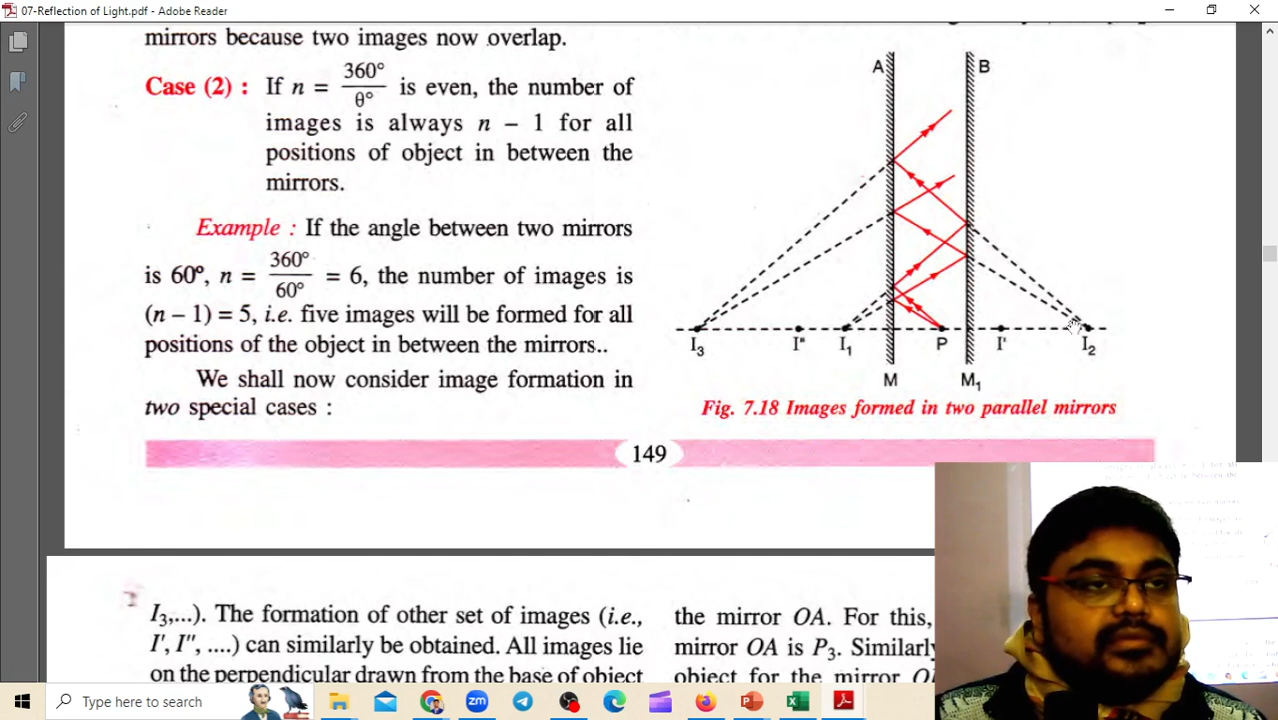 07-Reflection of Light.pdf - Adobe Reader
mirrors because two images now overlap.
Case (2) : If n = 360°/θ° is even, the number of
images is always n − 1 for all
positions of object in between the
mirrors.
Example : If the angle between two mirrors
is 60°, n = 360°/60° = 6, the number of images is
(n − 1) = 5, i.e. five images will be formed for all
positions of the object in between the mirrors..
We shall now consider image formation in
two special cases :
A B
I₃ I" I₁ P I' I₂
M M₁
Fig. 7.18 Images formed in two parallel mirrors
149
I₃,...). The formation of other set of images (i.e.,
I', I", ....) can similarly be obtained. All images lie
on the perpendicular drawn from the base of object
the mirror OA. For this,
mirror OA is P₃. Similarly
object for the mirror
Type here to search